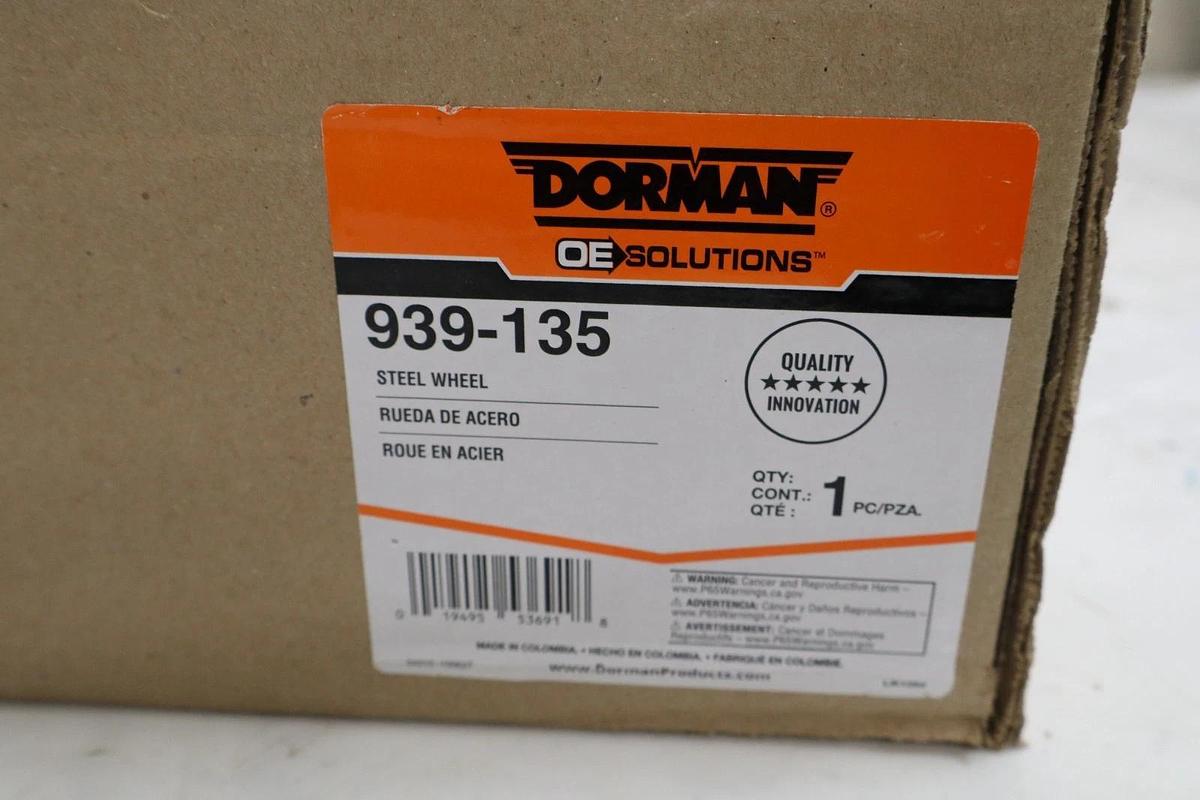 DORMAN®
OE SOLUTIONS™
939-135
STEEL WHEEL
RUEDA DE ACERO
ROUE EN ACIER
QUALITY
★★★★★
INNOVATION
QTY:
CONT.:
QTÉ :
1 PC/PZA.
0 19495 53691 8
⚠ WARNING: Cancer and Reproductive Harm –
www.P65Warnings.ca.gov
⚠ ADVERTENCIA: Cáncer y Daños Reproductivos –
www.P65Warnings.ca.gov
⚠ AVERTISSEMENT: Cancer et Dommages
Reproductifs – www.P65Warnings.ca.gov
MADE IN COLOMBIA. • HECHO EN COLOMBIA. • FABRIQUÉ EN COLOMBIE.
www.DormanProducts.com